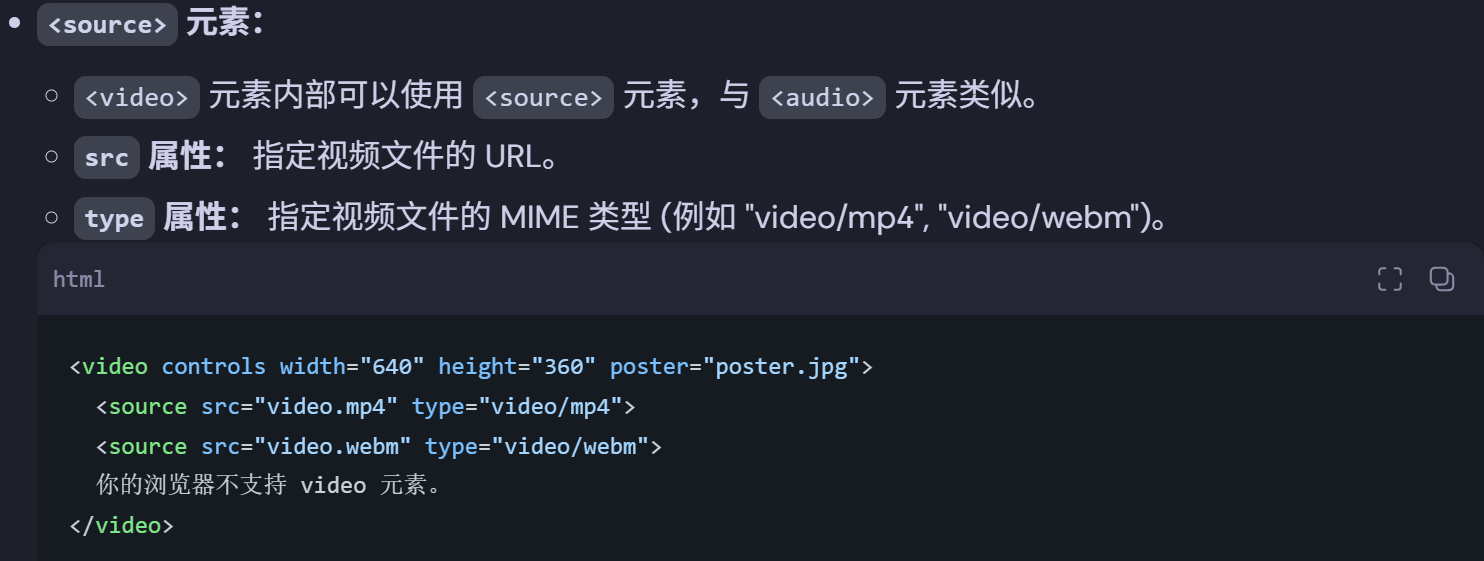 <source> 元素：
<video> 元素内部可以使用 <source> 元素，与 <audio> 元素类似。
src 属性： 指定视频文件的 URL。
type 属性： 指定视频文件的 MIME 类型 (例如 "video/mp4", "video/webm")。
html
<video controls width="640" height="360" poster="poster.jpg">
<source src="video.mp4" type="video/mp4">
<source src="video.webm" type="video/webm">
你的浏览器不支持 video 元素。
</video>